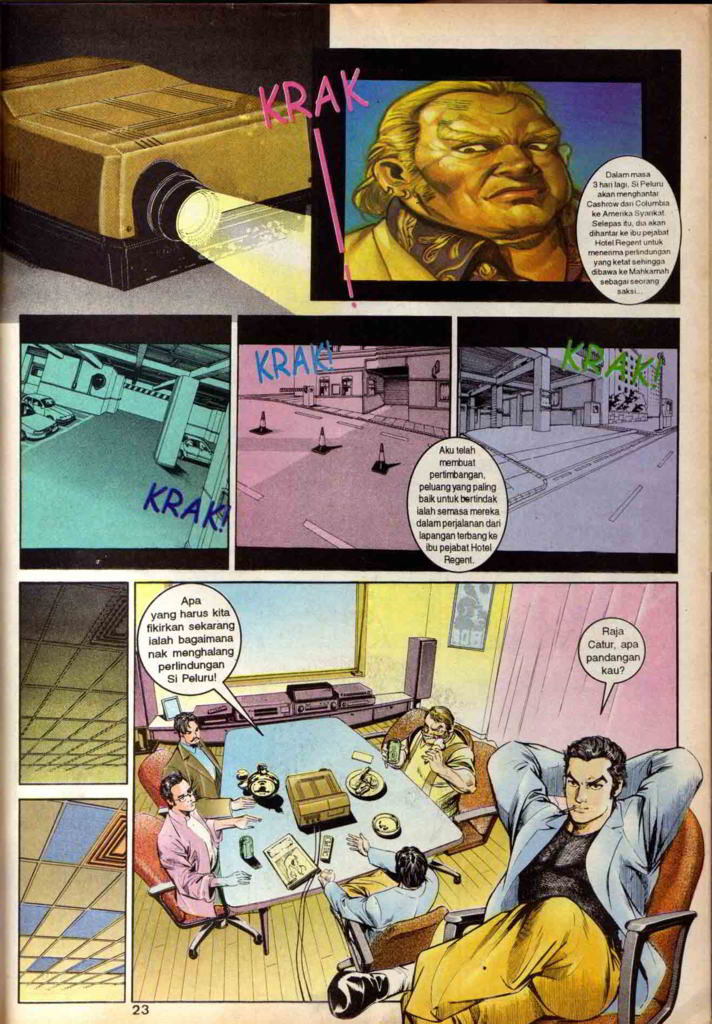 KRAK
Dalam masa
3 hari lagi, Si Peluru
akan menghantar
Cashrow dari Columbia
ke Amerika Syarikat.
Selepas itu, dia akan
dihantar ke ibu pejabat
Hotel Regent untuk
menerima perlindungan
yang ketat sehingga
dibawa ke Mahkamah
sebagai seorang
saksi...
KRAK!
KRAK!
KRAK!
Aku telah
membuat
pertimbangan,
peluang yang paling
baik untuk bertindak
ialah semasa mereka
dalam perjalanan dari
lapangan terbang ke
ibu pejabat Hotel
Regent.
Apa
yang harus kita
fikirkan sekarang
ialah bagaimana
nak menghalang
perlindungan
Si Peluru!
Raja
Catur, apa
pandangan
kau?
23